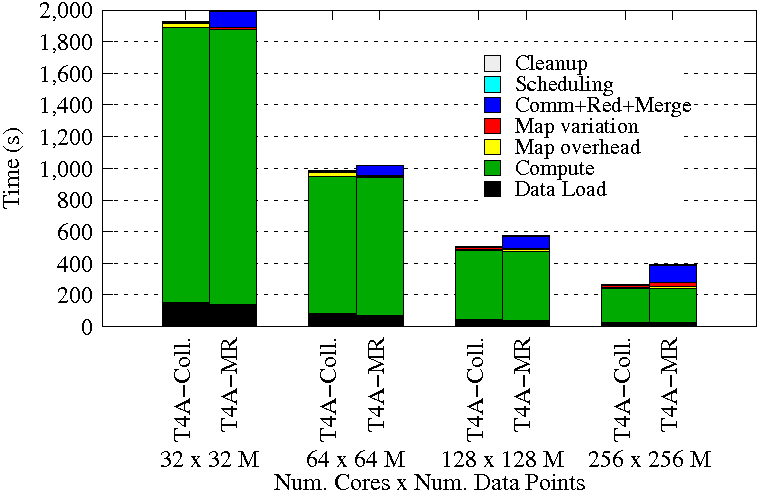 2,000
1,800
1,600
1,400
1,200
1,000
800
600
400
200
0
Time (s)
Cleanup
Scheduling
Comm+Red+Merge
Map variation
Map overhead
Compute
Data Load
T4A−Coll.
T4A−MR
T4A−Coll.
T4A−MR
T4A−Coll.
T4A−MR
T4A−Coll.
T4A−MR
32 x 32 M 64 x 64 M 128 x 128 M 256 x 256 M
Num. Cores x Num. Data Points